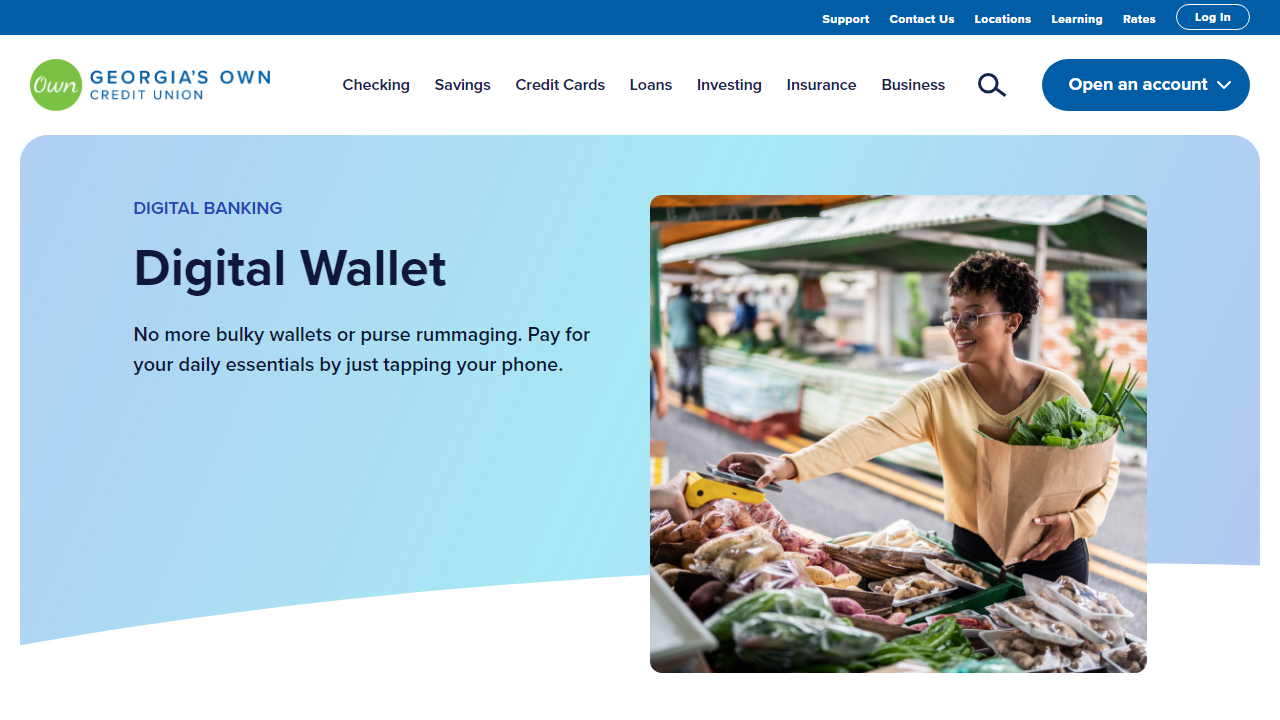 Support Contact Us Locations Learning Rates Log In
Own GEORGIA'S OWN
CREDIT UNION
Checking Savings Credit Cards Loans Investing Insurance Business Open an account
DIGITAL BANKING
Digital Wallet
No more bulky wallets or purse rummaging. Pay for
your daily essentials by just tapping your phone.